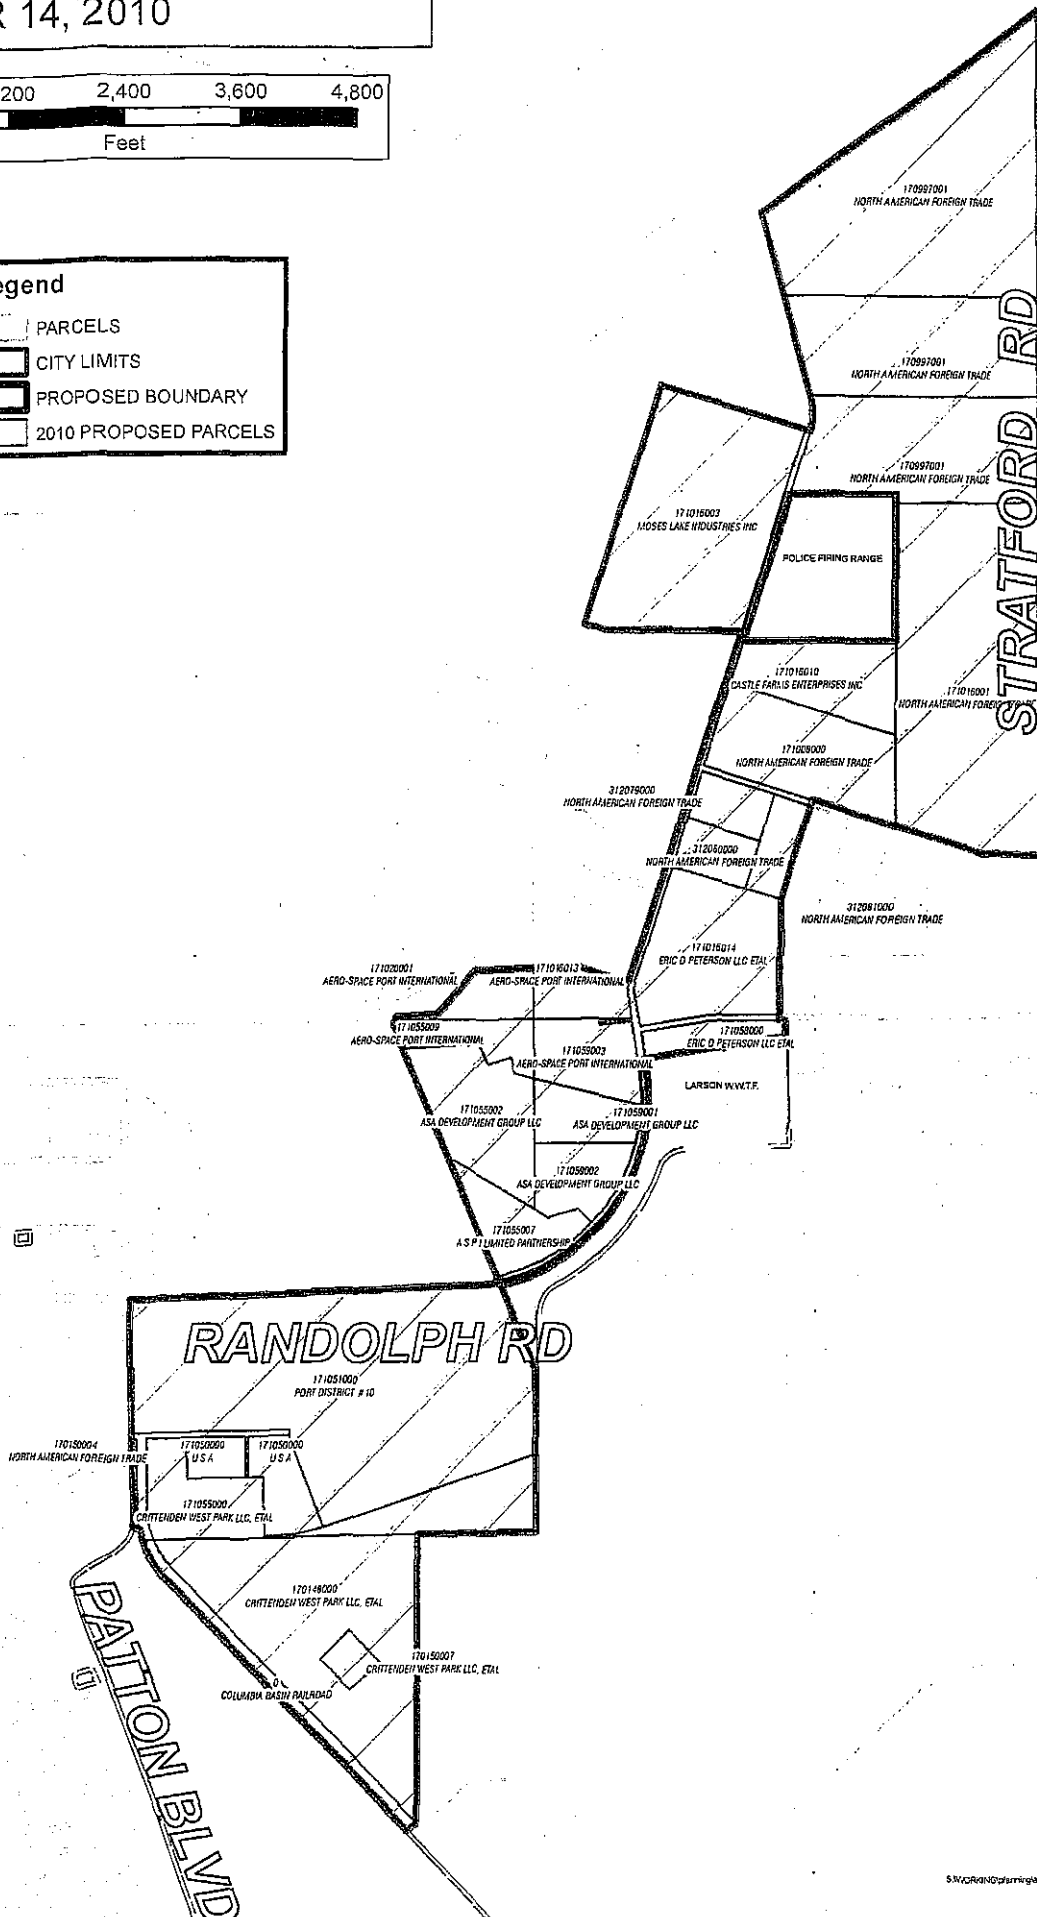 R 14, 2010
200 2,400 3,600 4,800
Feet
egend
PARCELS
CITY LIMITS
PROPOSED BOUNDARY
2010 PROPOSED PARCELS
170997001
NORTH AMERICAN FOREIGN TRADE
STRATFORD RD
170997001
NORTH AMERICAN FOREIGN TRADE
170997001
NORTH AMERICAN FOREIGN TRADE
171016003
MOSES LAKE INDUSTRIES INC
POLICE FIRING RANGE
171016010
CASTLE FARMS ENTERPRISES INC
171016001
NORTH AMERICAN FOREIGN
171008000
NORTH AMERICAN FOREIGN TRADE
312079000
NORTH AMERICAN FOREIGN TRADE
312080000
NORTH AMERICAN FOREIGN TRADE
312081000
NORTH AMERICAN FOREIGN TRADE
171016014
ERIC D PETERSON LLC ETAL
171020001
AERO-SPACE PORT INTERNATIONAL
171016013
AERO-SPACE PORT INTERNATIONAL
171055009
AERO-SPACE PORT INTERNATIONAL
171058000
ERIC D PETERSON LLC ETAL
171059003
AERO-SPACE PORT INTERNATIONAL
LARSON W.W.T.F.
171055002
ASA DEVELOPMENT GROUP LLC
171059001
ASA DEVELOPMENT GROUP LLC
171059002
ASA DEVELOPMENT GROUP LLC
171055007
A S P I LIMITED PARTNERSHIP
RANDOLPH RD
171051000
PORT DISTRICT # 10
170150004
NORTH AMERICAN FOREIGN TRADE
171050000
U S A
171050000
U S A
171055000
CRITTENDEN WEST PARK LLC, ETAL
170148000
CRITTENDEN WEST PARK LLC, ETAL
170150007
CRITTENDEN WEST PARK LLC, ETAL
0
COLUMBIA BASIN RAILROAD
PATTON BLVD